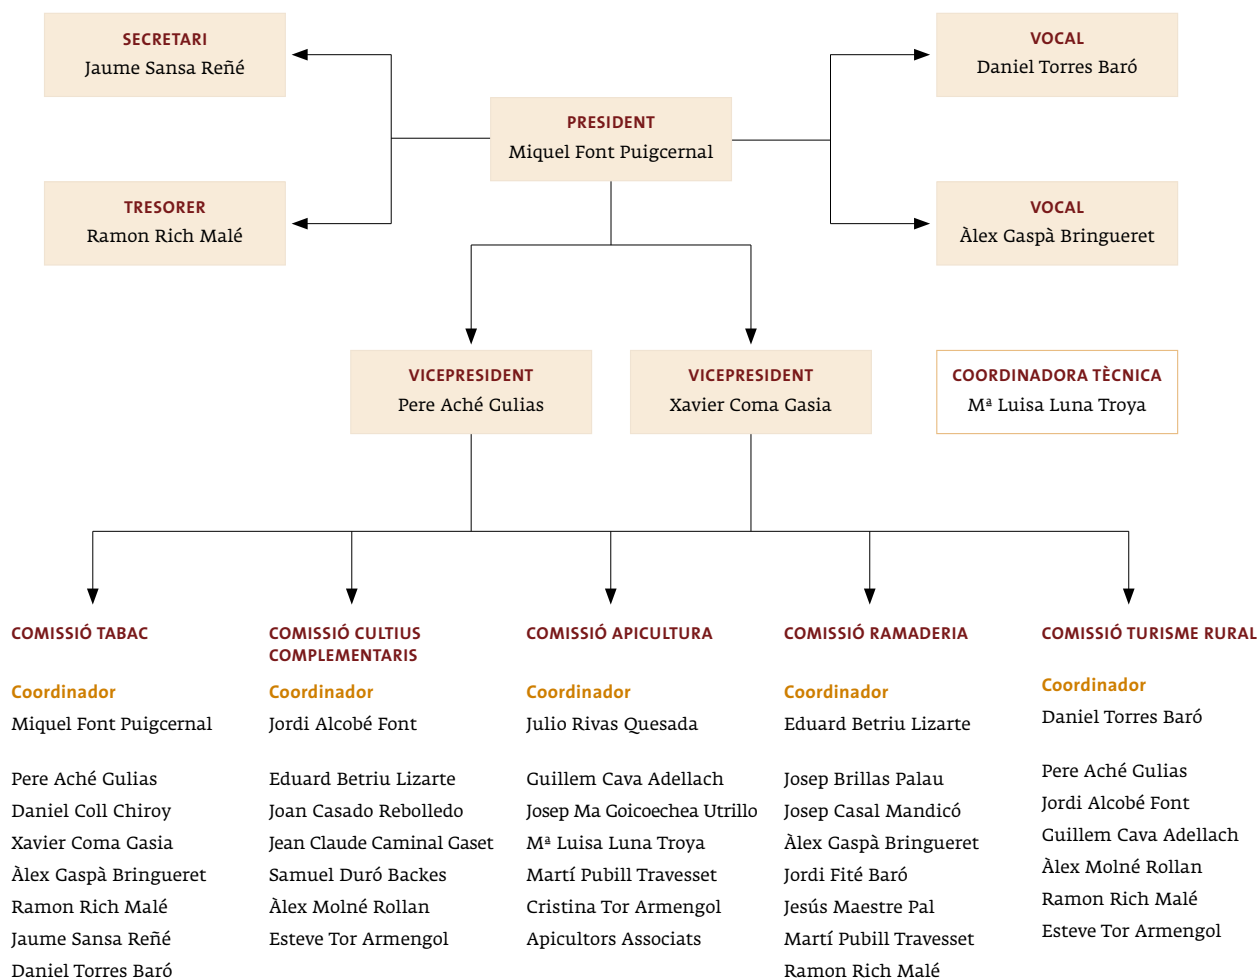 SECRETARI
Jaume Sansa Reñé
VOCAL
Daniel Torres Baró
PRESIDENT
Miquel Font Puigcernal
TRESORER
Ramon Rich Malé
VOCAL
Àlex Gaspà Bringueret
VICEPRESIDENT
Pere Aché Gulias
VICEPRESIDENT
Xavier Coma Gasia
COORDINADORA TÈCNICA
Mª Luisa Luna Troya
COMISSIÓ TABAC
Coordinador
Miquel Font Puigcernal
Pere Aché Gulias
Daniel Coll Chiroy
Xavier Coma Gasia
Àlex Gaspà Bringueret
Ramon Rich Malé
Jaume Sansa Reñé
Daniel Torres Baró
COMISSIÓ CULTIUS
COMPLEMENTARIS
Coordinador
Jordi Alcobé Font
Eduard Betriu Lizarte
Joan Casado Rebolledo
Jean Claude Caminal Gaset
Samuel Duró Backes
Àlex Molné Rollan
Esteve Tor Armengol
COMISSIÓ APICULTURA
Coordinador
Julio Rivas Quesada
Guillem Cava Adellach
Josep Ma Goicoechea Utrillo
Mª Luisa Luna Troya
Martí Pubill Travesset
Cristina Tor Armengol
Apicultors Associats
COMISSIÓ RAMADERIA
Coordinador
Eduard Betriu Lizarte
Josep Brillas Palau
Josep Casal Mandicó
Àlex Gaspà Bringueret
Jordi Fité Baró
Jesús Maestre Pal
Martí Pubill Travesset
Ramon Rich Malé
COMISSIÓ TURISME RURAL
Coordinador
Daniel Torres Baró
Pere Aché Gulias
Jordi Alcobé Font
Guillem Cava Adellach
Àlex Molné Rollan
Ramon Rich Malé
Esteve Tor Armengol